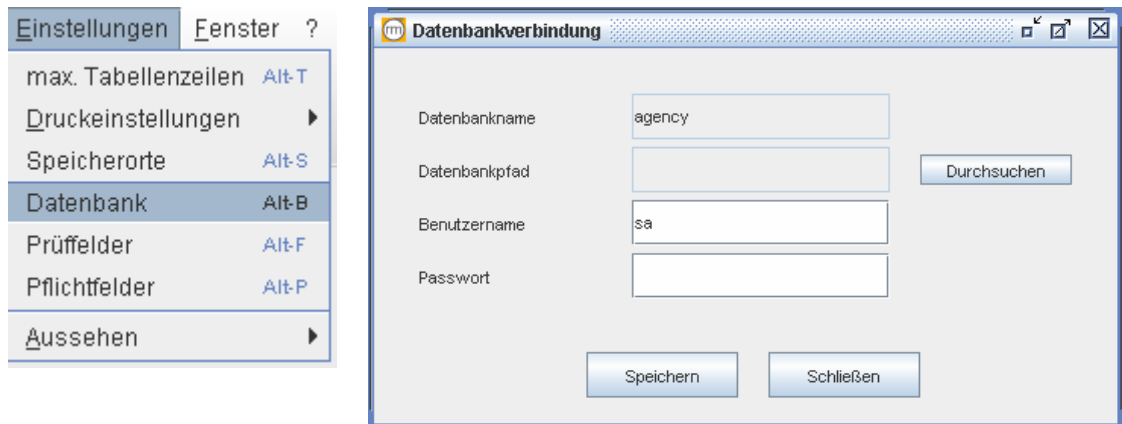 Einstellungen Fenster ?
max. Tabellenzeilen Alt-T
Druckeinstellungen
Speicherorte Alt-S
Datenbank Alt-B
Prüffelder Alt-F
Pflichtfelder Alt-P
Aussehen
rm Datenbankverbindung
Datenbankname agency
Datenbankpfad Durchsuchen
Benutzername sa
Passwort
Speichern Schließen